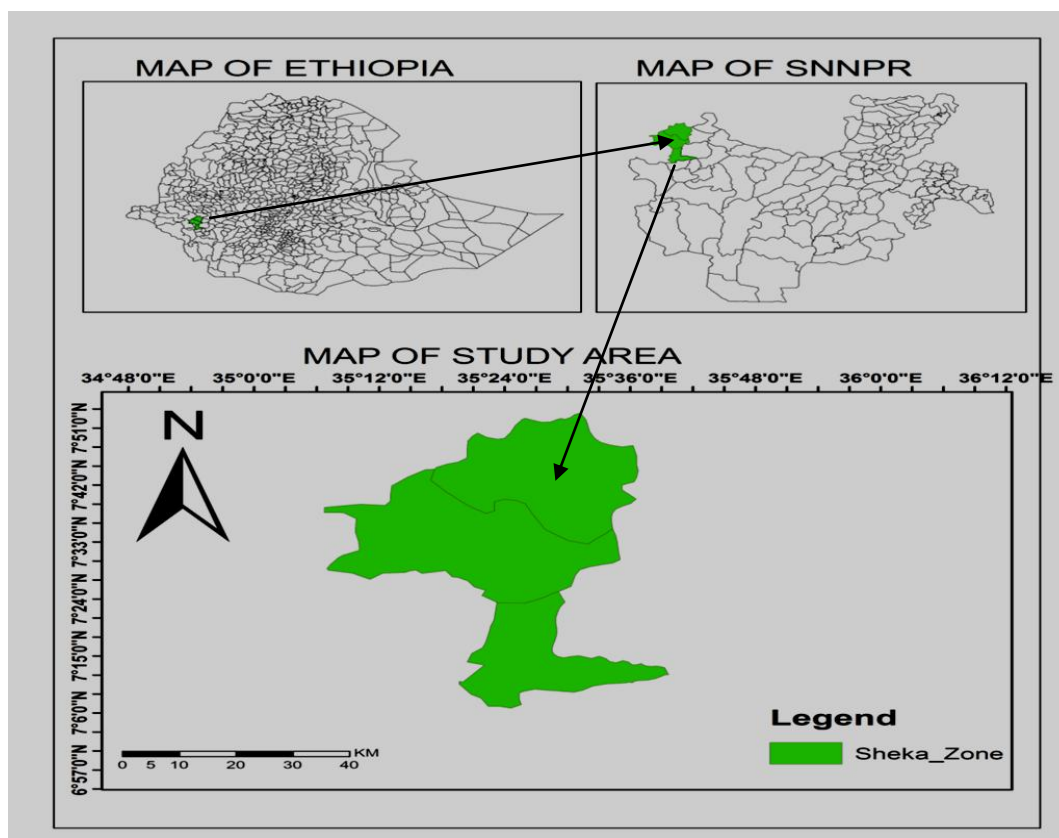 MAP OF ETHIOPIA
MAP OF SNNPR
MAP OF STUDY AREA
34°48'0"E 35°0'0"E 35°12'0"E 35°24'0"E 35°36'0"E 35°48'0"E 36°0'0"E 36°12'0"E
N
7°51'0"N
7°42'0"N
7°33'0"N
7°24'0"N
7°15'0"N
7°6'0"N
6°57'0"N
Legend
Sheka_Zone
KM
0 5 10 20 30 40